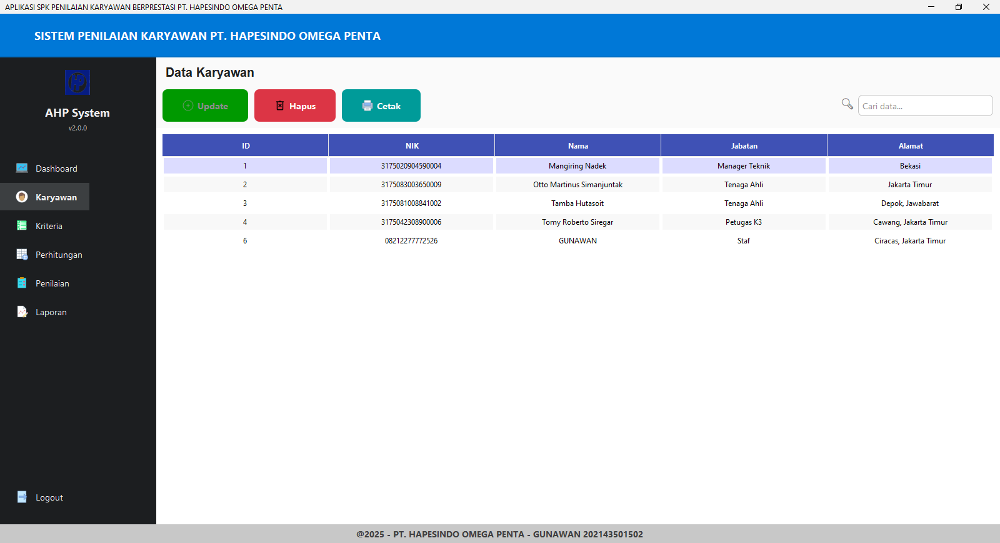 APLIKASI SPK PENILAIAN KARYAWAN BERPRESTASI PT. HAPESINDO OMEGA PENTA
SISTEM PENILAIAN KARYAWAN PT. HAPESINDO OMEGA PENTA
AHP System
v2.0.0
Dashboard
Karyawan
Kriteria
Perhitungan
Penilaian
Laporan
Logout
Data Karyawan
Update Hapus Cetak Cari data...
ID NIK Nama Jabatan Alamat
1 3175020904590004 Mangiring Nadek Manager Teknik Bekasi
2 3175083003650009 Otto Martinus Simanjuntak Tenaga Ahli Jakarta Timur
3 3175081008841002 Tamba Hutasoit Tenaga Ahli Depok, Jawabarat
4 3175042308900006 Tomy Roberto Siregar Petugas K3 Cawang, Jakarta Timur
6 08212277772526 GUNAWAN Staf Ciracas, Jakarta Timur
@2025 - PT. HAPESINDO OMEGA PENTA - GUNAWAN 202143501502